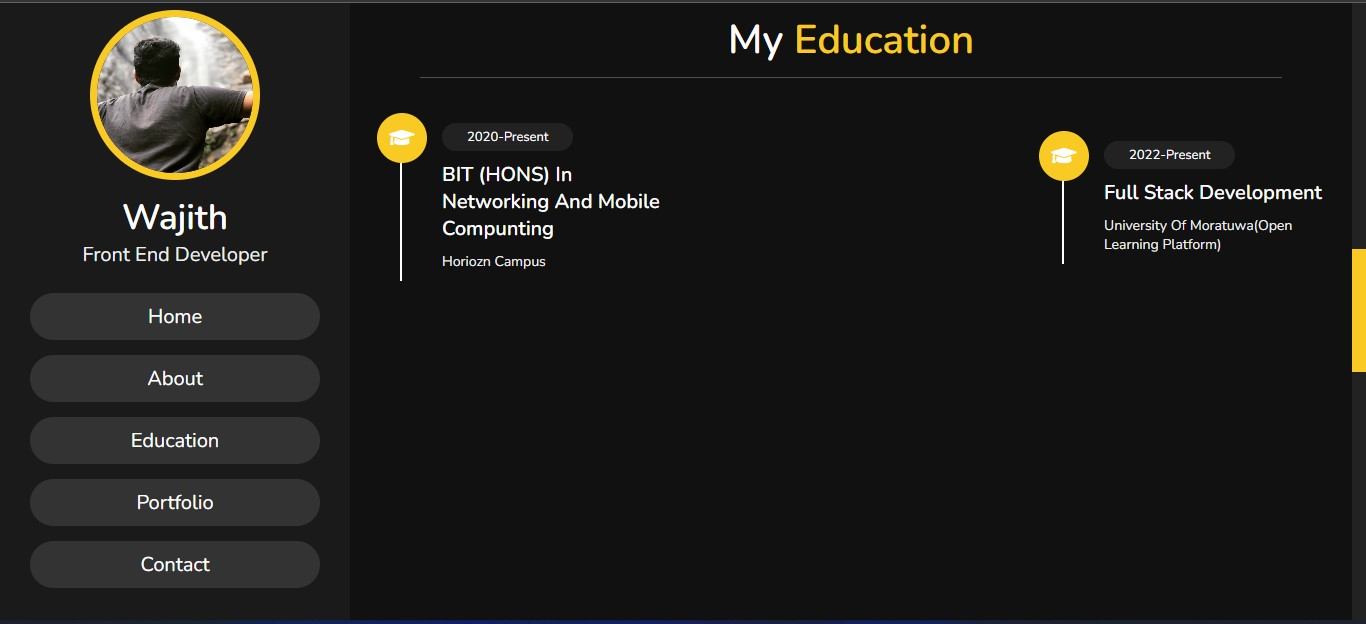 Wajith
Front End Developer
Home
About
Education
Portfolio
Contact
My Education
2020-Present
BIT (HONS) In
Networking And Mobile
Compunting
Horiozn Campus
2022-Present
Full Stack Development
University Of Moratuwa(Open
Learning Platform)